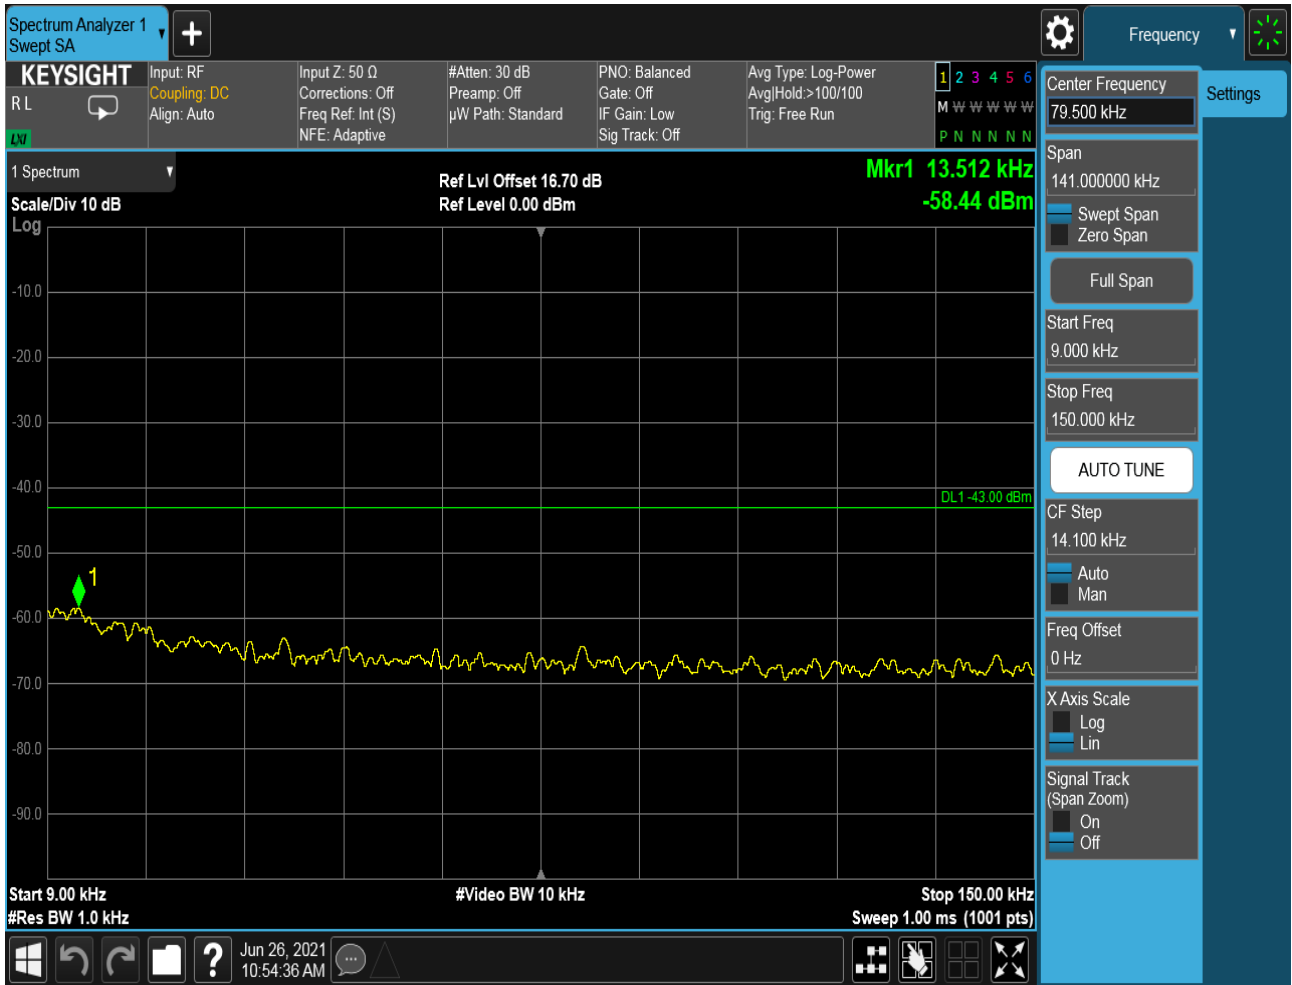 Spectrum Analyzer 1
Swept SA
Frequency
KEYSIGHT
R L
LXI
Input: RF
Coupling: DC
Align: Auto
Input Z: 50 Ω
Corrections: Off
Freq Ref: Int (S)
NFE: Adaptive
#Atten: 30 dB
Preamp: Off
µW Path: Standard
PNO: Balanced
Gate: Off
IF Gain: Low
Sig Track: Off
Avg Type: Log-Power
Avg|Hold:>100/100
Trig: Free Run
1 2 3 4 5 6
M W W W W W
P N N N N N
1 Spectrum
Scale/Div 10 dB
Log
Ref Lvl Offset 16.70 dB
Ref Level 0.00 dBm
Mkr1 13.512 kHz
-58.44 dBm
-10.0
-20.0
-30.0
-40.0
DL1 -43.00 dBm
-50.0
1
-60.0
-70.0
-80.0
-90.0
Start 9.00 kHz
#Video BW 10 kHz
Stop 150.00 kHz
#Res BW 1.0 kHz
Sweep 1.00 ms (1001 pts)
Center Frequency
79.500 kHz
Settings
Span
141.000000 kHz
Swept Span
Zero Span
Full Span
Start Freq
9.000 kHz
Stop Freq
150.000 kHz
AUTO TUNE
CF Step
14.100 kHz
Auto
Man
Freq Offset
0 Hz
X Axis Scale
Log
Lin
Signal Track
(Span Zoom)
On
Off
?
Jun 26, 2021
10:54:36 AM